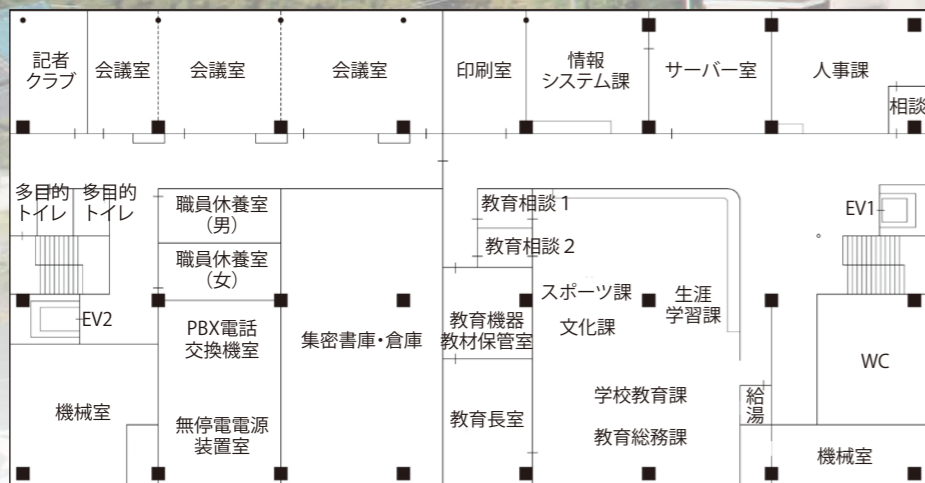 記者
クラブ
会議室
会議室
会議室
印刷室
情報
システム課
サーバー室
人事課
相談
多目的
トイレ
多目的
トイレ
職員休養室
(男)
職員休養室
(女)
教育相談1
教育相談2
EV1
スポーツ課
文化課
生涯
学習課
EV2
PBX電話
交換機室
集密書庫・倉庫
教育機器
教材保管室
WC
機械室
無停電電源
装置室
教育長室
学校教育課
教育総務課
給
湯
機械室